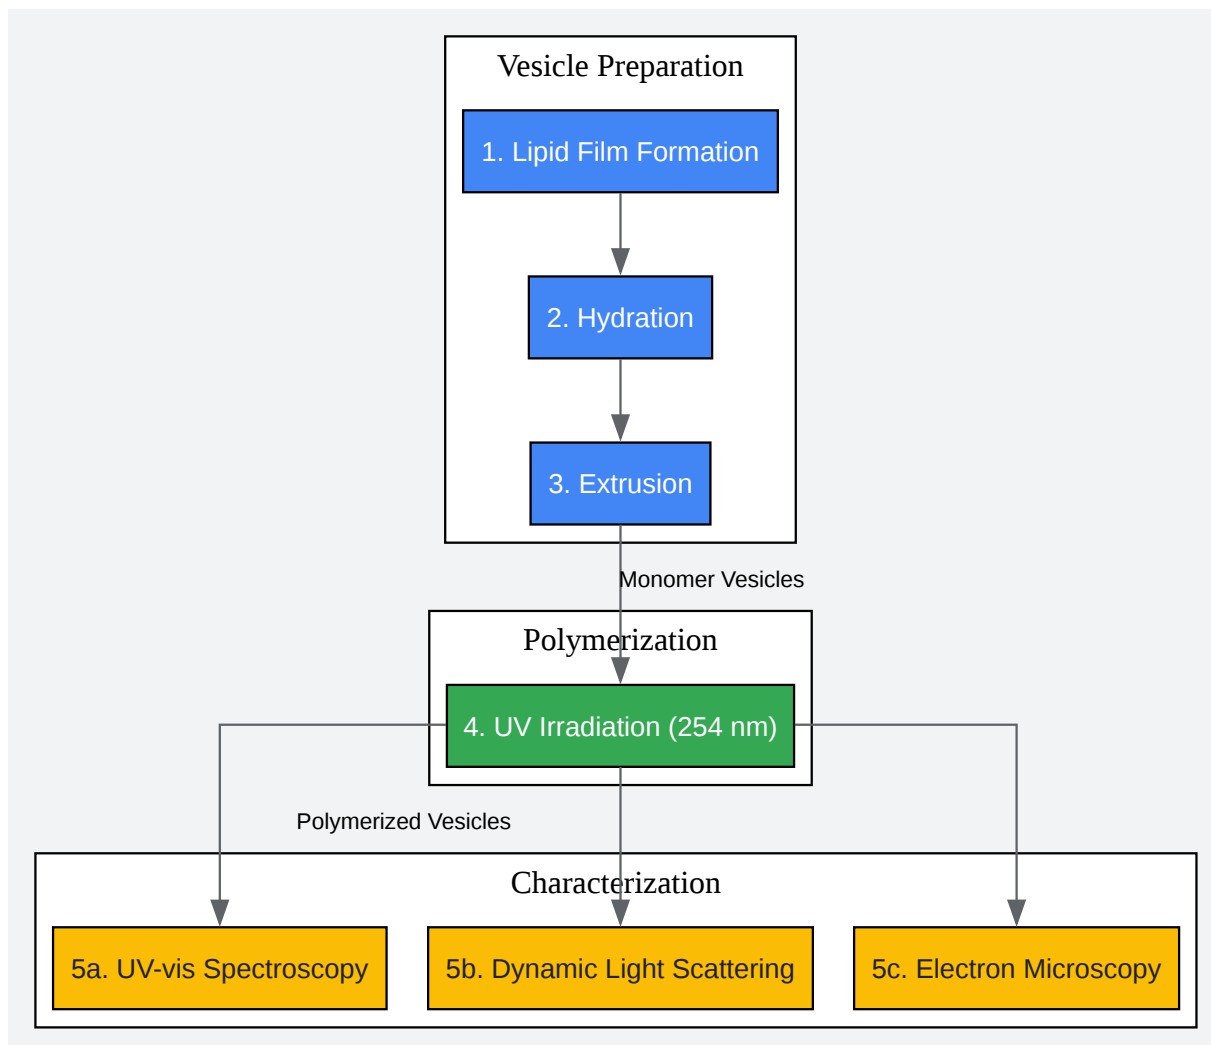 Vesicle Preparation
1. Lipid Film Formation
2. Hydration
3. Extrusion
Monomer Vesicles
Polymerization
4. UV Irradiation (254 nm)
Polymerized Vesicles
Characterization
5a. UV-vis Spectroscopy
5b. Dynamic Light Scattering
5c. Electron Microscopy